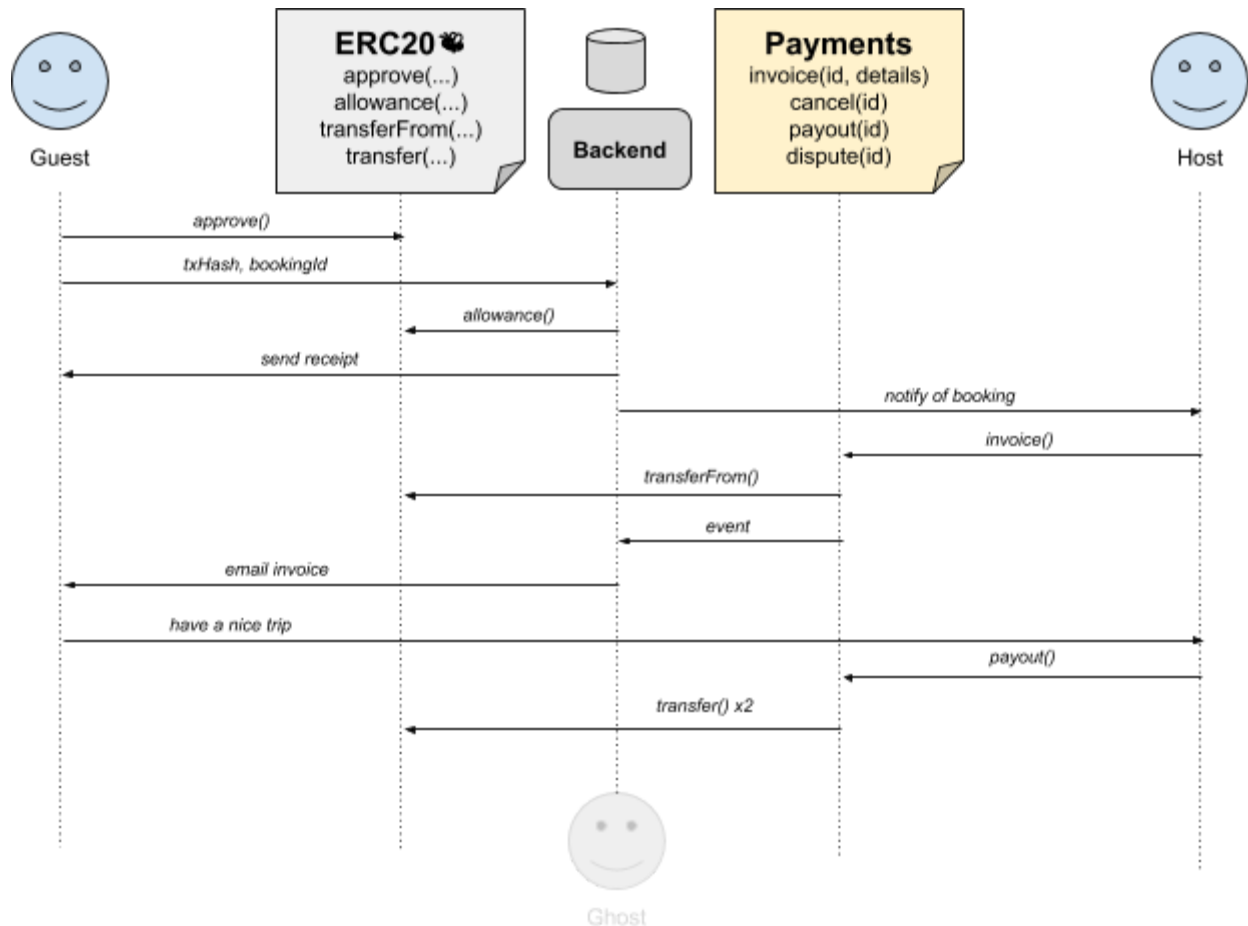 ERC20
approve(...)
allowance(...)
transferFrom(...)
transfer(...)
Backend
Payments
invoice(id, details)
cancel(id)
payout(id)
dispute(id)
Guest
Host
approve()
txHash, bookingId
allowance()
send receipt
notify of booking
invoice()
transferFrom()
event
email invoice
have a nice trip
payout()
transfer() x2
Ghost